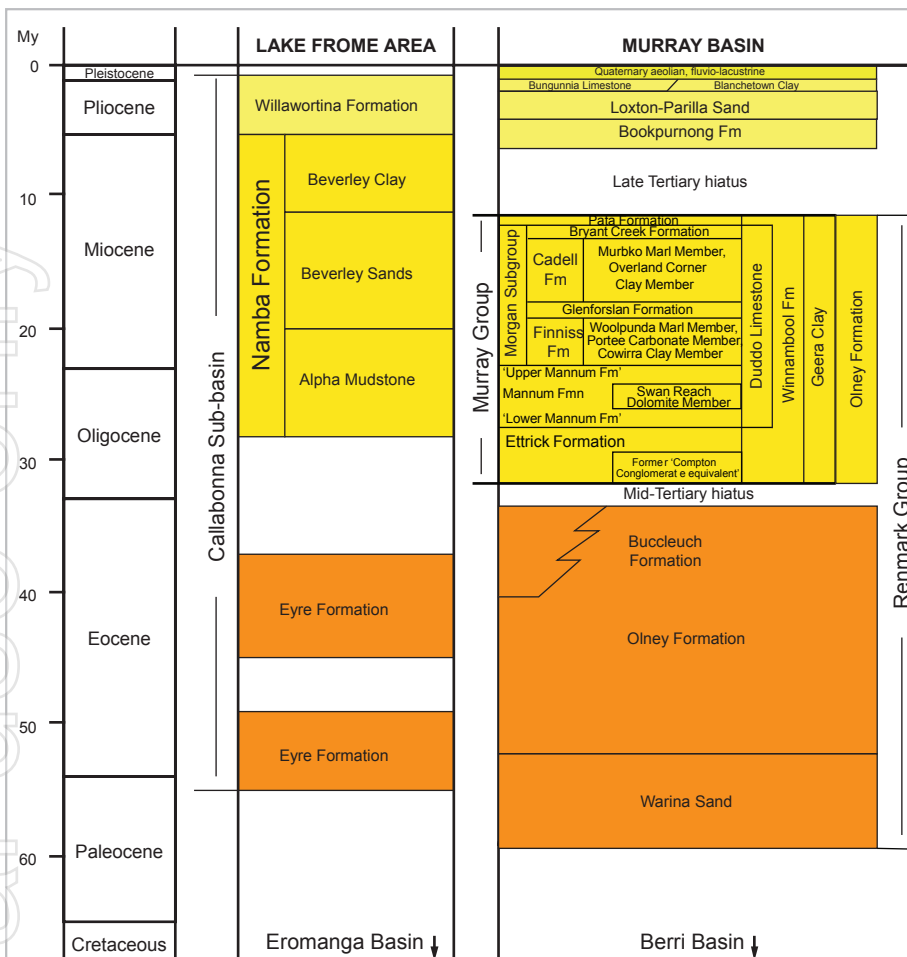 My
LAKE FROME AREA
MURRAY BASIN
0
Pleistocene
Pliocene
10
Miocene
20
Oligocene
30
40
Eocene
50
Paleocene
60
Cretaceous
Callabonna Sub-basin
Willawortina Formation
Namba Formation
Beverley Clay
Beverley Sands
Alpha Mudstone
Eyre Formation
Eyre Formation
Eromanga Basin
Quaternary aeolian, fluvio-lacustrine
Bungunnia Limestone
Blanchetown Clay
Loxton-Parilla Sand
Bookpurnong Fm
Late Tertiary hiatus
Murray Group
Pata Formation
Bryant Creek Formation
Morgan Subgroup
Cadell
Fm
Murbko Marl Member,
Overland Corner
Clay Member
Glenforslan Formation
Finniss
Fm
Woolpunda Marl Member,
Portee Carbonate Member,
Cowirra Clay Member
'Upper Mannum Fm'
Mannum Fmn
Swan Reach
Dolomite Member
'Lower Mannum Fm'
Ettrick Formation
Former 'Compton
Conglomerat e equivalent'
Duddo Limestone
Winnambool Fm
Geera Clay
Olney Formation
Mid-Tertiary hiatus
Renmark Group
Buccleuch
Formation
Olney Formation
Warina Sand
Berri Basin